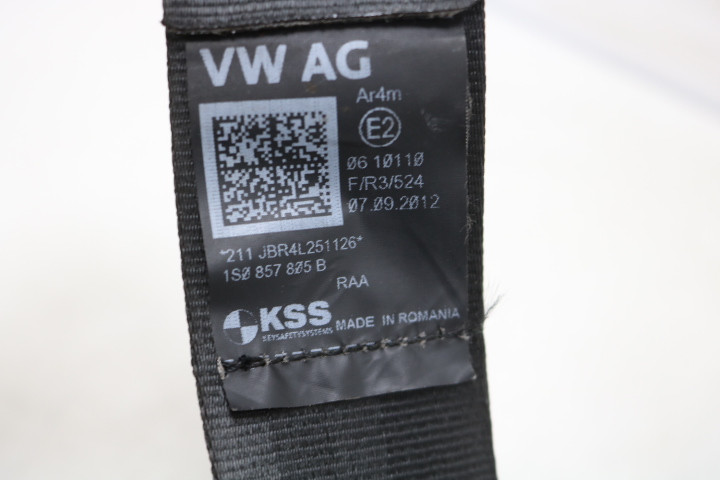 VW AG
Ar4m
E2
06 10110
F/R3/524
07.09.2012
*211 JBR4L251126*
1S0 857 805 B
RAA
KSS
KEYSAFETYSYSTEMS
MADE IN ROMANIA